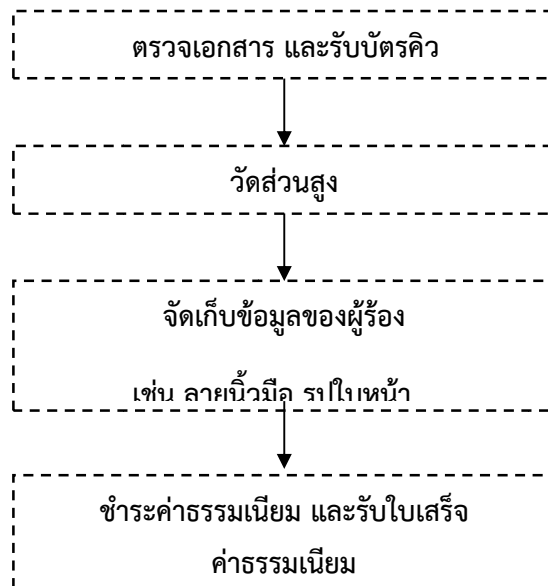 ตรวจเอกสาร และรับบัตรคิว
วัดส่วนสูง
จัดเก็บข้อมูลของผู้ร้อง
เช่น ลายนิ้วมือ รูปใบหน้า
ชำระค่าธรรมเนียม และรับใบเสร็จ
ค่าธรรมเนียม